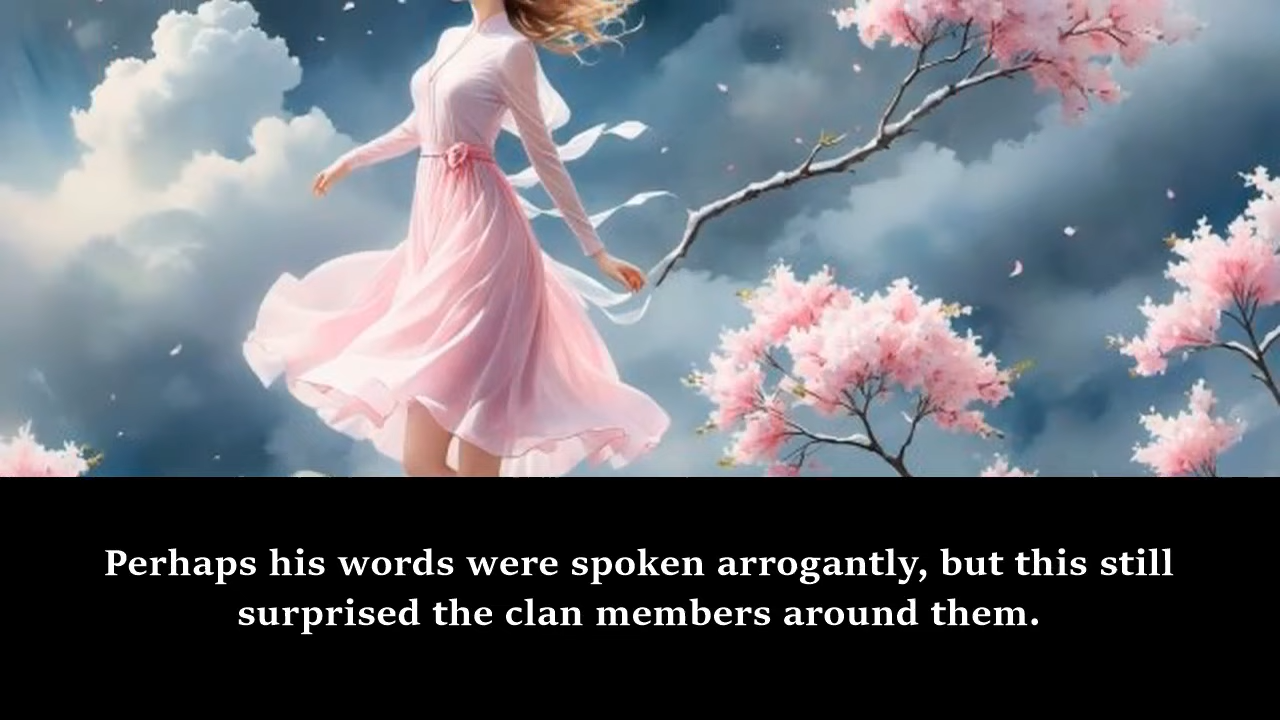 Perhaps his words were spoken arrogantly, but this still
surprised the clan members around them.